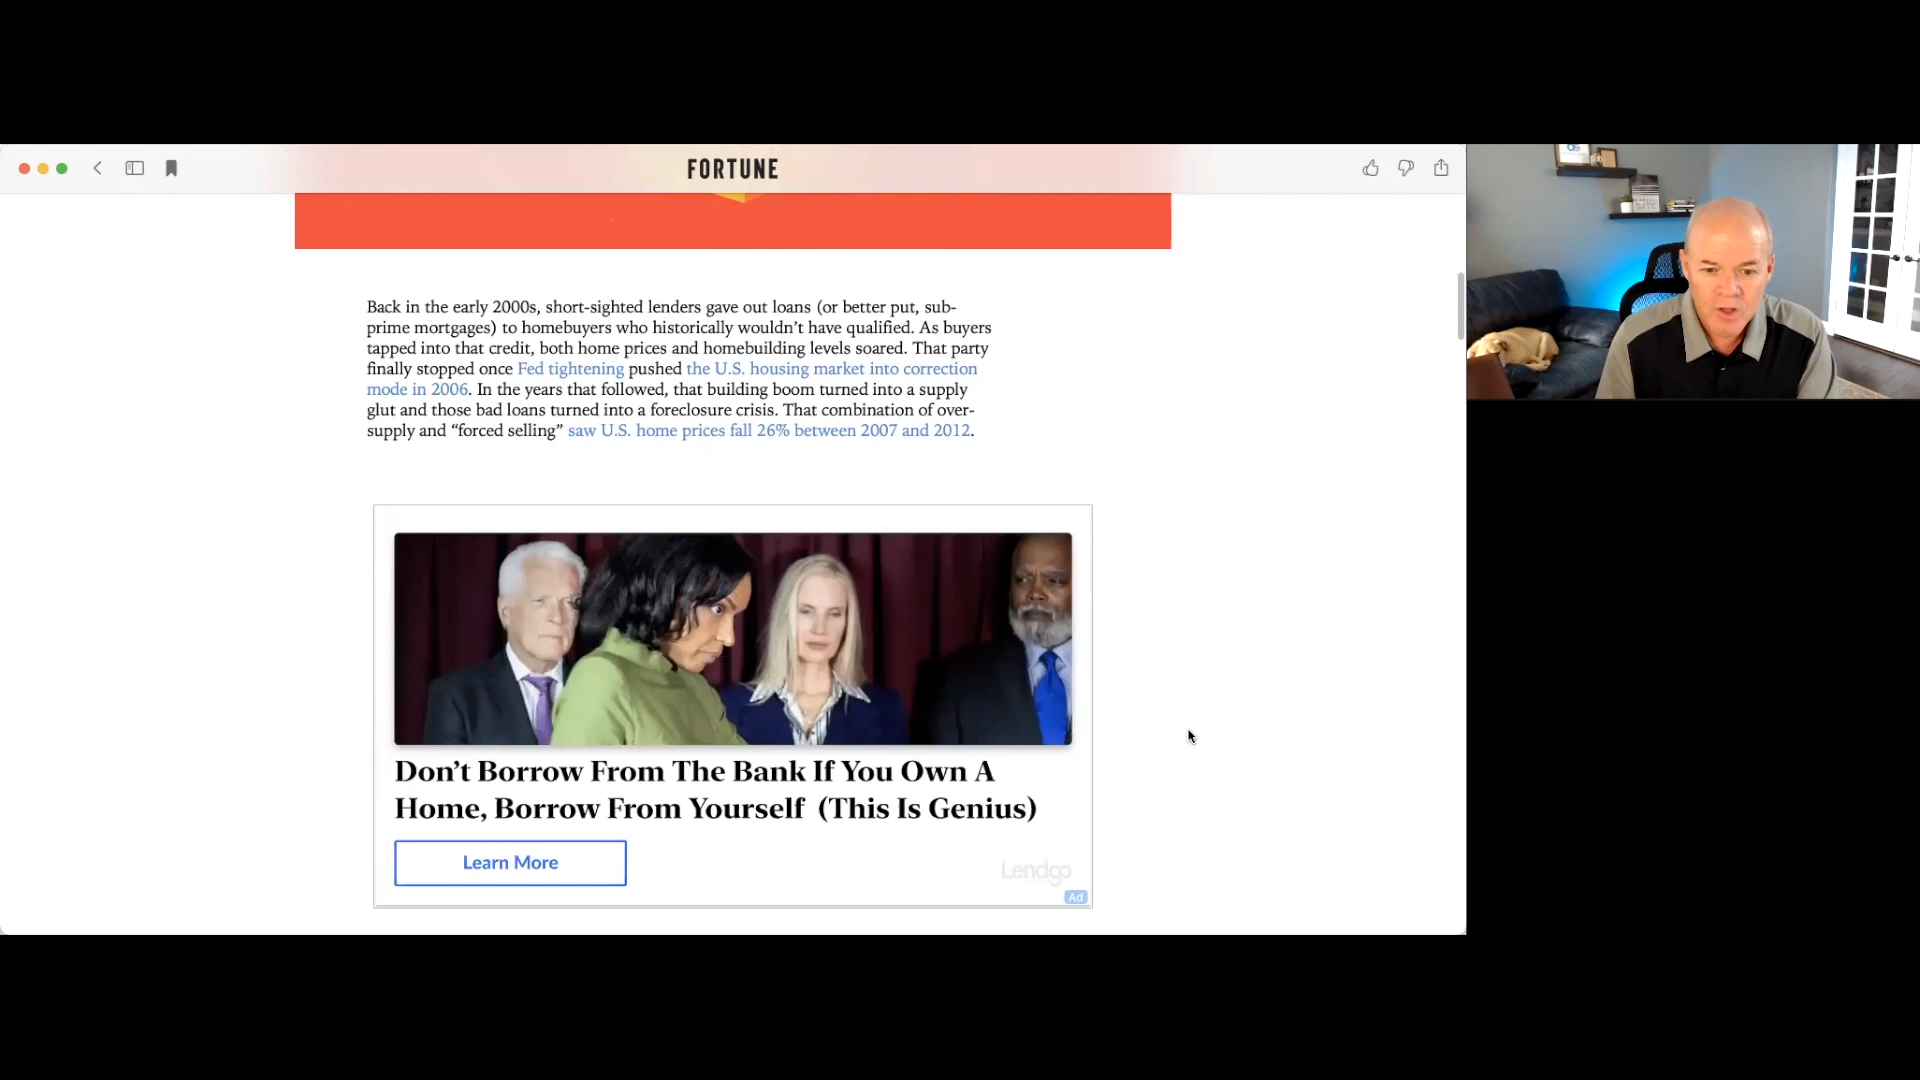 FORTUNE
Back in the early 2000s, short-sighted lenders gave out loans (or better put, sub-
prime mortgages) to homebuyers who historically wouldn’t have qualified. As buyers
tapped into that credit, both home prices and homebuilding levels soared. That party
finally stopped once Fed tightening pushed the U.S. housing market into correction
mode in 2006. In the years that followed, that building boom turned into a supply
glut and those bad loans turned into a foreclosure crisis. That combination of over-
supply and “forced selling” saw U.S. home prices fall 26% between 2007 and 2012.
Don’t Borrow From The Bank If You Own A
Home, Borrow From Yourself (This Is Genius)
Learn More
Lendgo
Ad